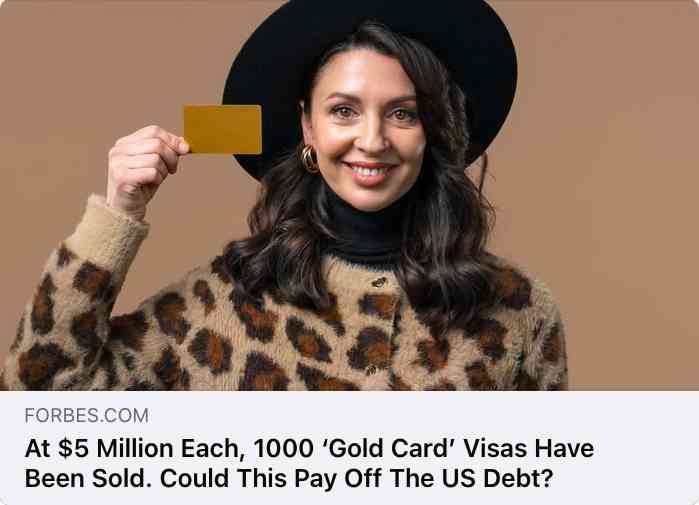 FORBES.COM
At $5 Million Each, 1000 ‘Gold Card’ Visas Have
Been Sold. Could This Pay Off The US Debt?